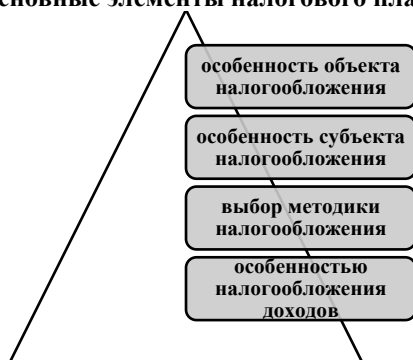 элементы налогового
особенность объекта
налогообложения
особенность субъекта
налогообложения
выбор методики
налогообложения
особенностью
налогообложения
доходов